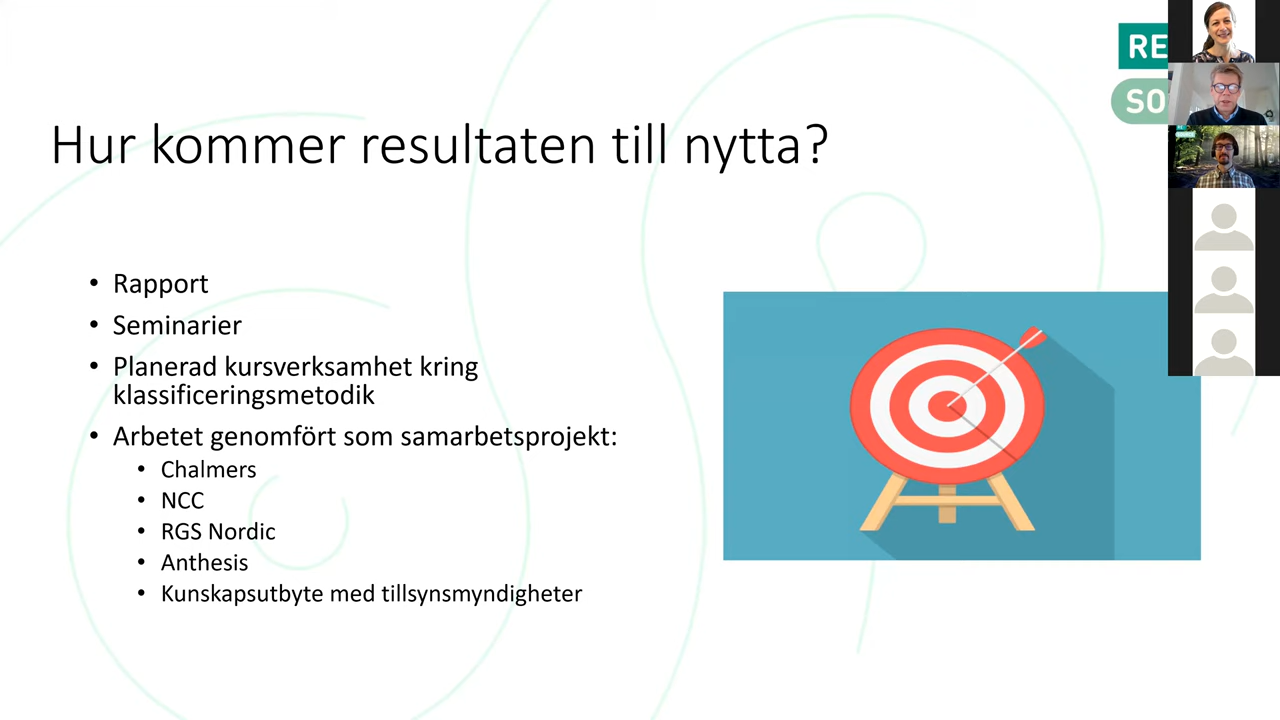 RE
SO
Hur kommer resultaten till nytta?
• Rapport
• Seminarier
• Planerad kursverksamhet kring
klassificeringsmetodik
• Arbetet genomfört som samarbetsprojekt:
• Chalmers
• NCC
• RGS Nordic
• Anthesis
• Kunskapsutbyte med tillsynsmyndigheter